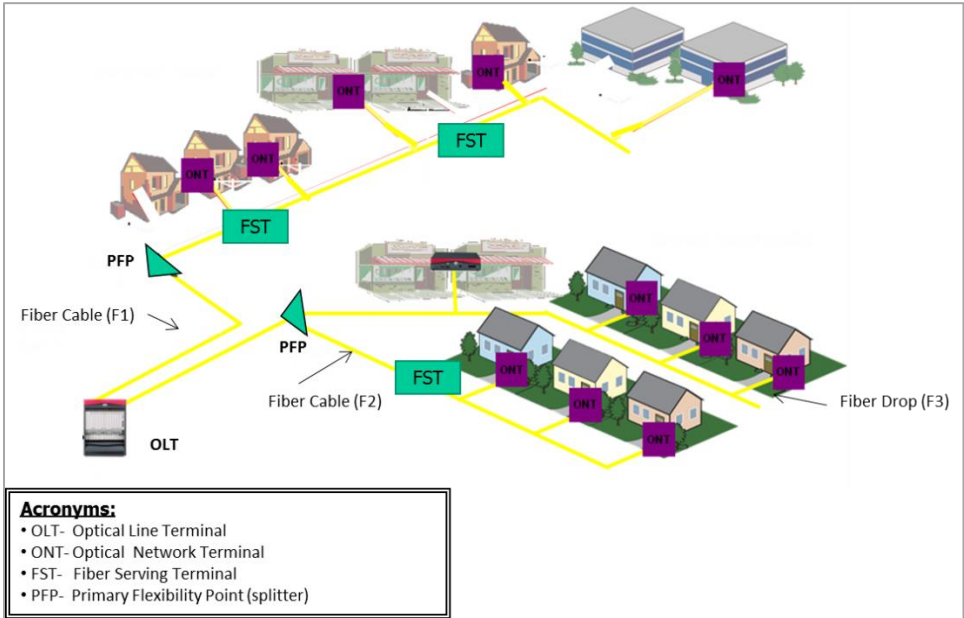 ONT
ONT
ONT
FST
ONT
ONT
ONT
FST
PFP
Fiber Cable (F1)
PFP
ONT
ONT
ONT
FST
ONT
ONT
ONT
Fiber Cable (F2)
Fiber Drop (F3)
OLT
Acronyms:
• OLT- Optical Line Terminal
• ONT- Optical Network Terminal
• FST- Fiber Serving Terminal
• PFP- Primary Flexibility Point (splitter)